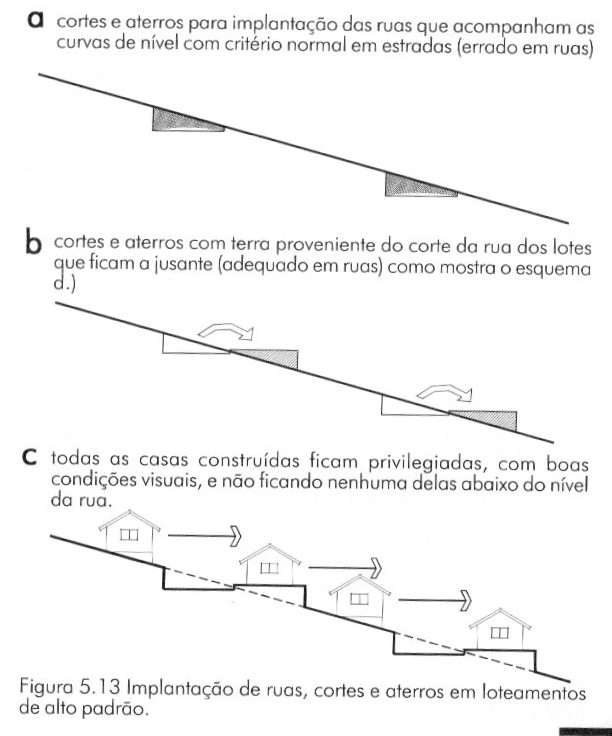 a cortes e aterros para implantação das ruas que acompanham as
curvas de nível com critério normal em estradas (errado em ruas)
b cortes e aterros com terra proveniente do corte da rua dos lotes
que ficam a jusante (adequado em ruas) como mostra o esquema
d.)
c todas as casas construídas ficam privilegiadas, com boas
condições visuais, e não ficando nenhuma delas abaixo do nível
da rua.
Figura 5.13 Implantação de ruas, cortes e aterros em loteamentos
de alto padrão.